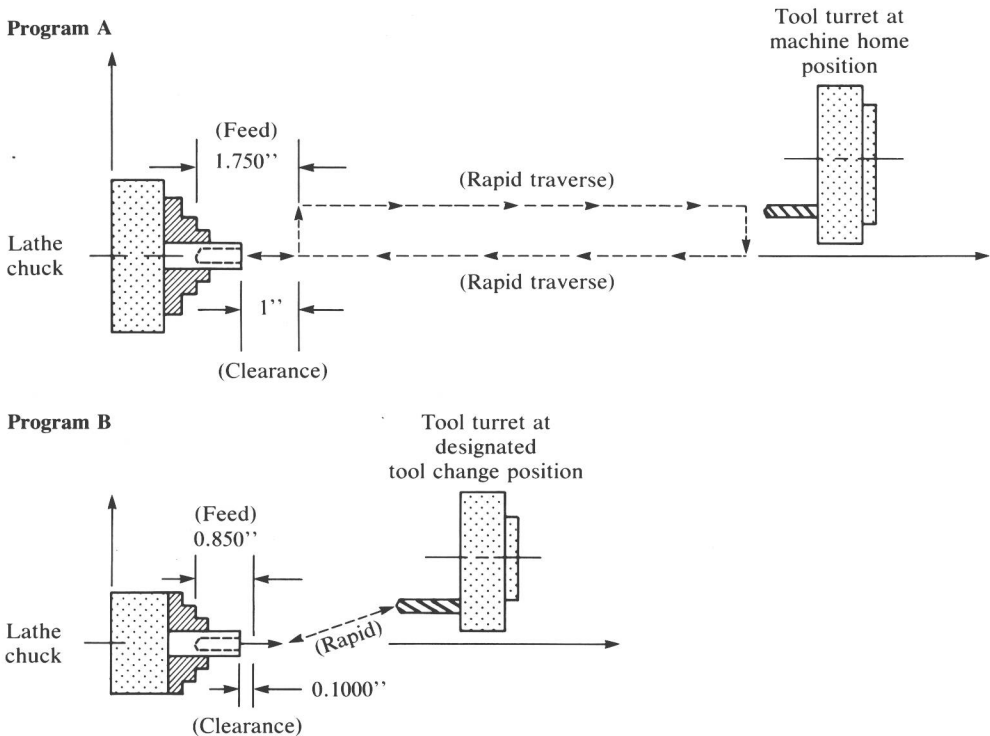 Program A
Tool turret at
machine home
position
(Feed)
1.750’’
(Rapid traverse)
Lathe
chuck
(Rapid traverse)
1’’
(Clearance)
Program B
Tool turret at
designated
tool change position
(Feed)
0.850’’
Lathe
chuck
(Rapid)
0.1000’’
(Clearance)